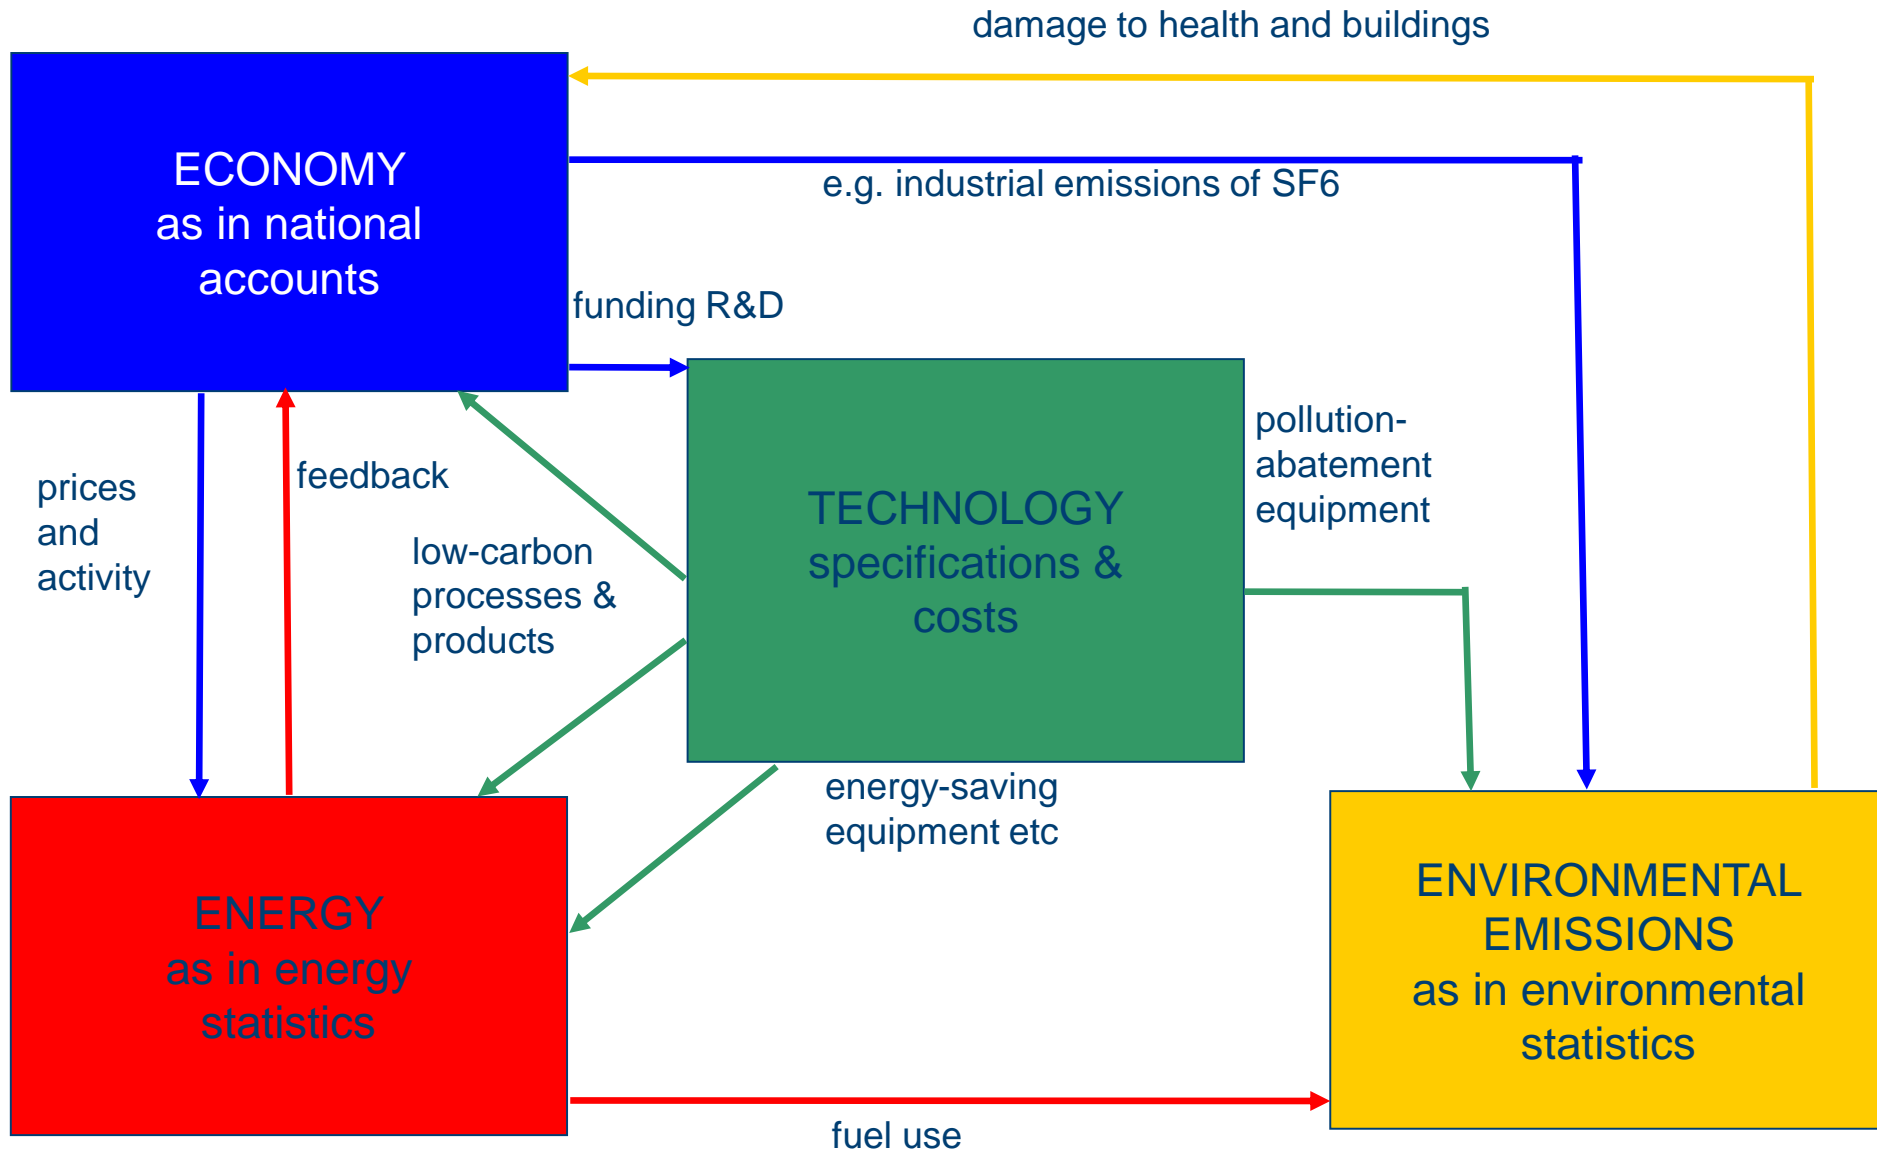 damage to health and buildings
ECONOMY
as in national
accounts
e.g. industrial emissions of SF6
funding R&D
prices
and
activity
feedback
low-carbon
processes &
products
TECHNOLOGY
specifications &
costs
pollution-
abatement
equipment
energy-saving
equipment etc
ENERGY
as in energy
statistics
ENVIRONMENTAL
EMISSIONS
as in environmental
statistics
fuel use